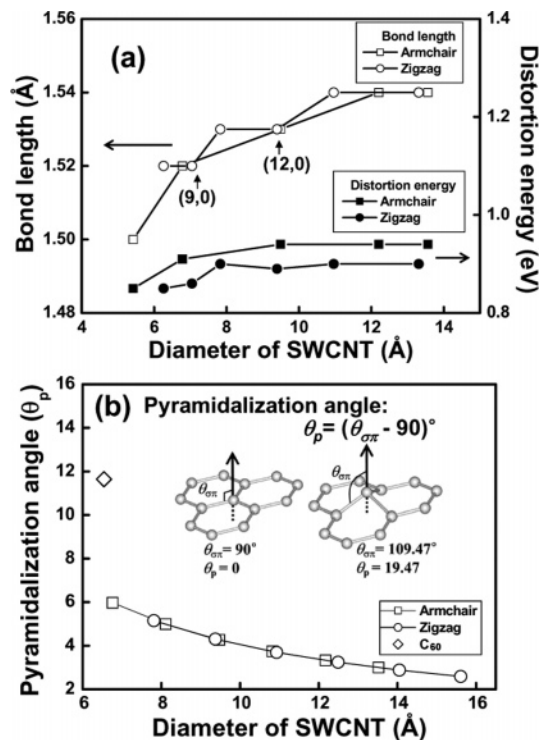 (a)
Bond length
Armchair
Zigzag
(9,0)
(12,0)
Distortion energy
Armchair
Zigzag
1.54
1.52
1.50
1.48
1.4
1.2
1.0
0.8
4 6 8 10 12 14
Bond length (Å)
Distortion energy (eV)
Diameter of SWCNT (Å)
(b) Pyramidalization angle:
θp = (θσπ - 90)°
θσπ
θσπ
θσπ = 90°
θp = 0
θσπ = 109.47°
θp = 19.47
Armchair
Zigzag
C60
16
14
12
10
8
6
4
2
6 8 10 12 14 16
Pyramidalization angle (θp)
Diameter of SWCNT (Å)